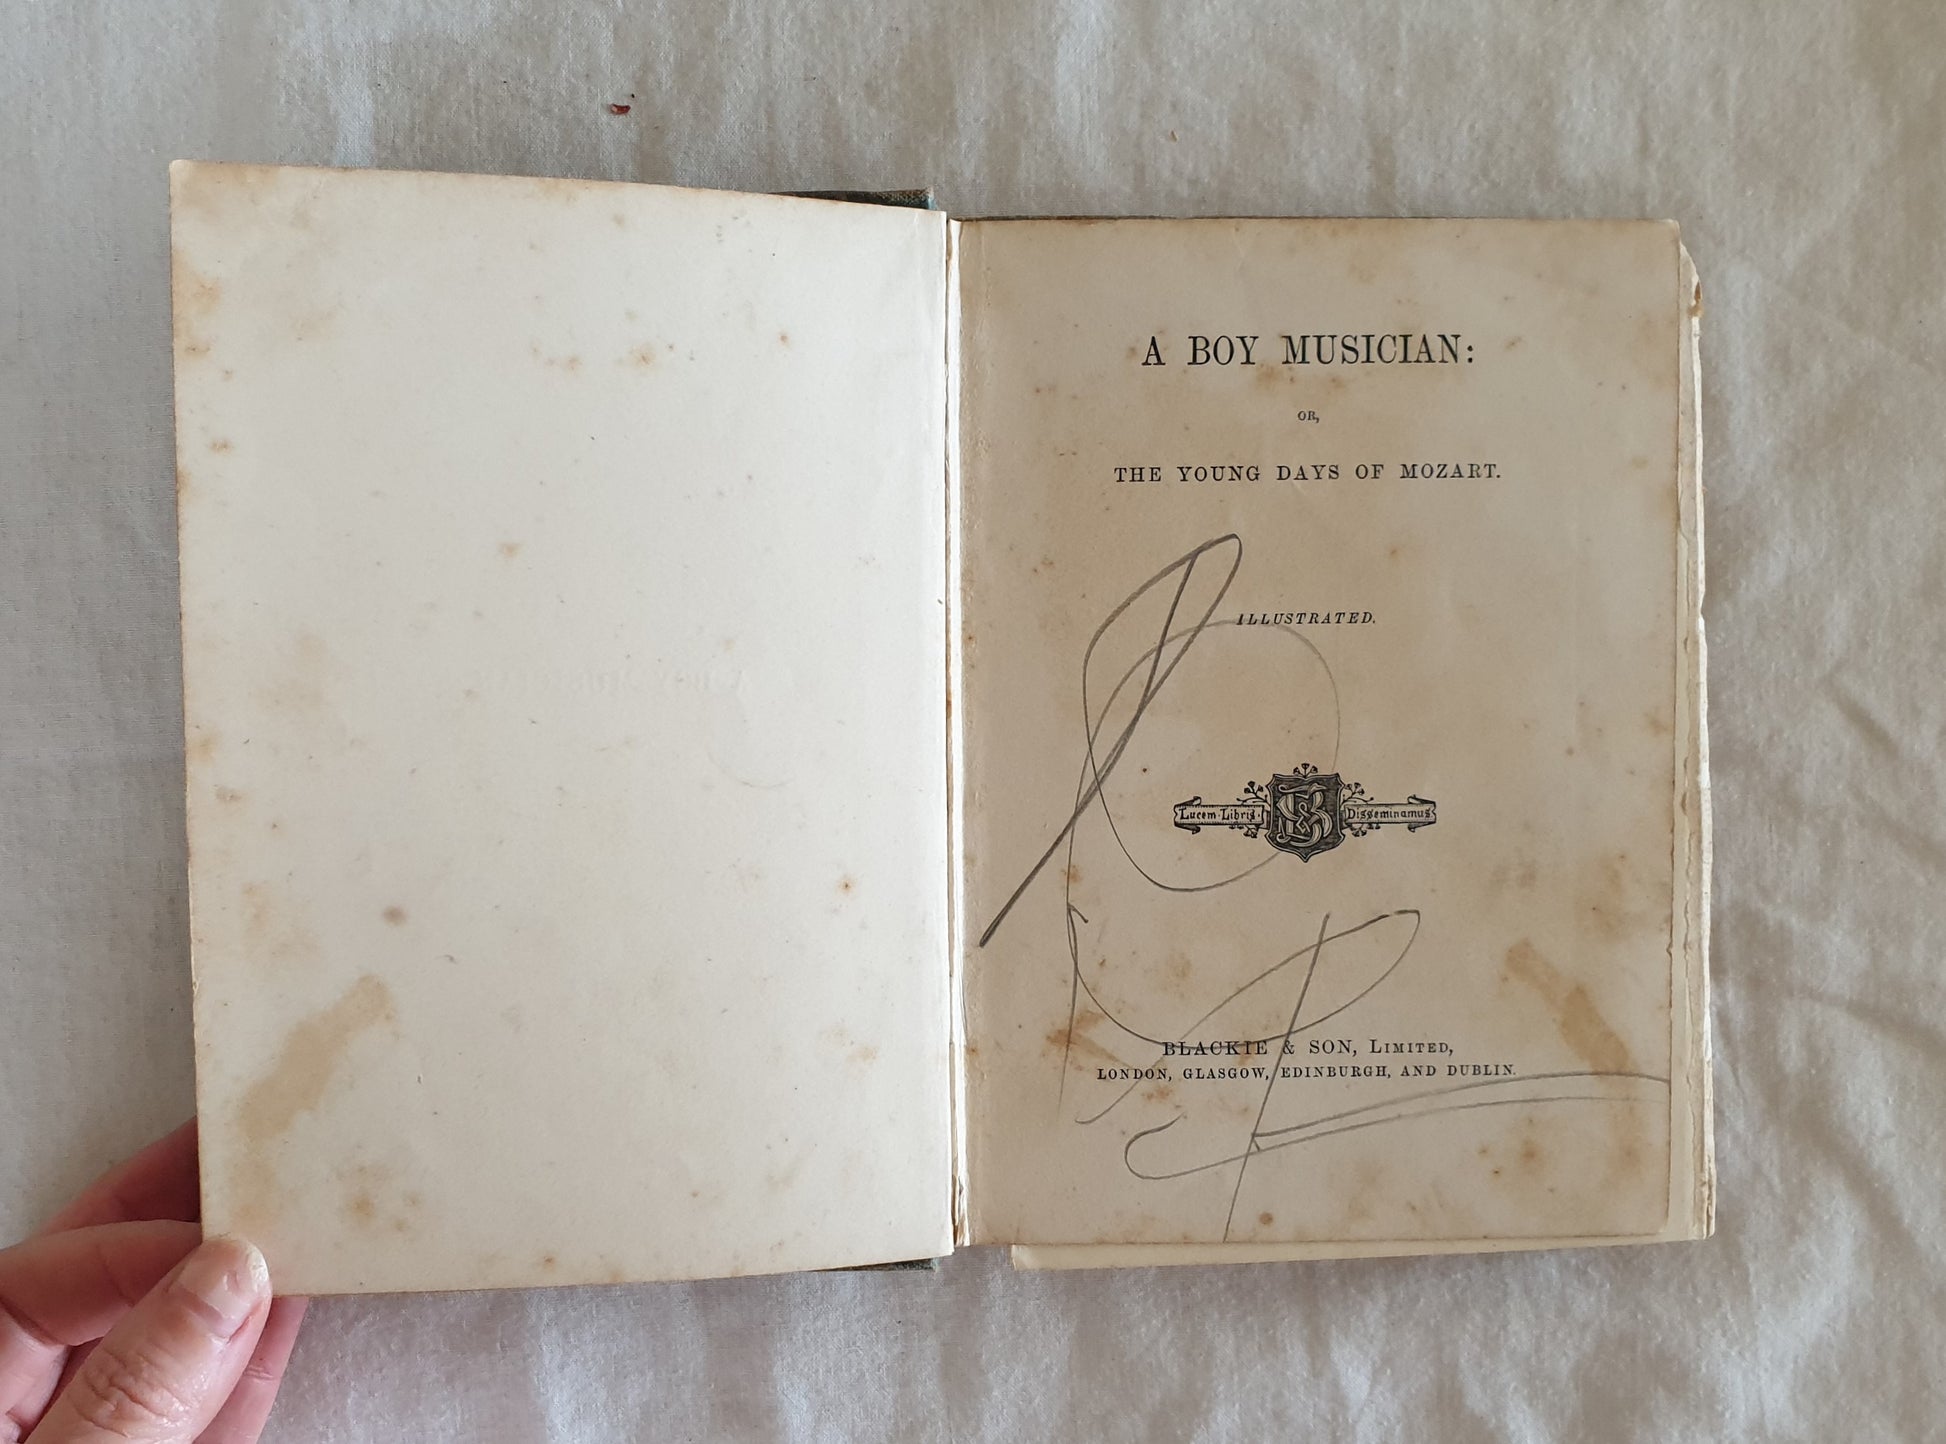 A BOY MUSICIAN:
OR,
THE YOUNG DAYS OF MOZART.
ILLUSTRATED.
Lucem Libris Disseminamus
BLACKIE & SON, LIMITED,
LONDON, GLASGOW, EDINBURGH, AND DUBLIN.